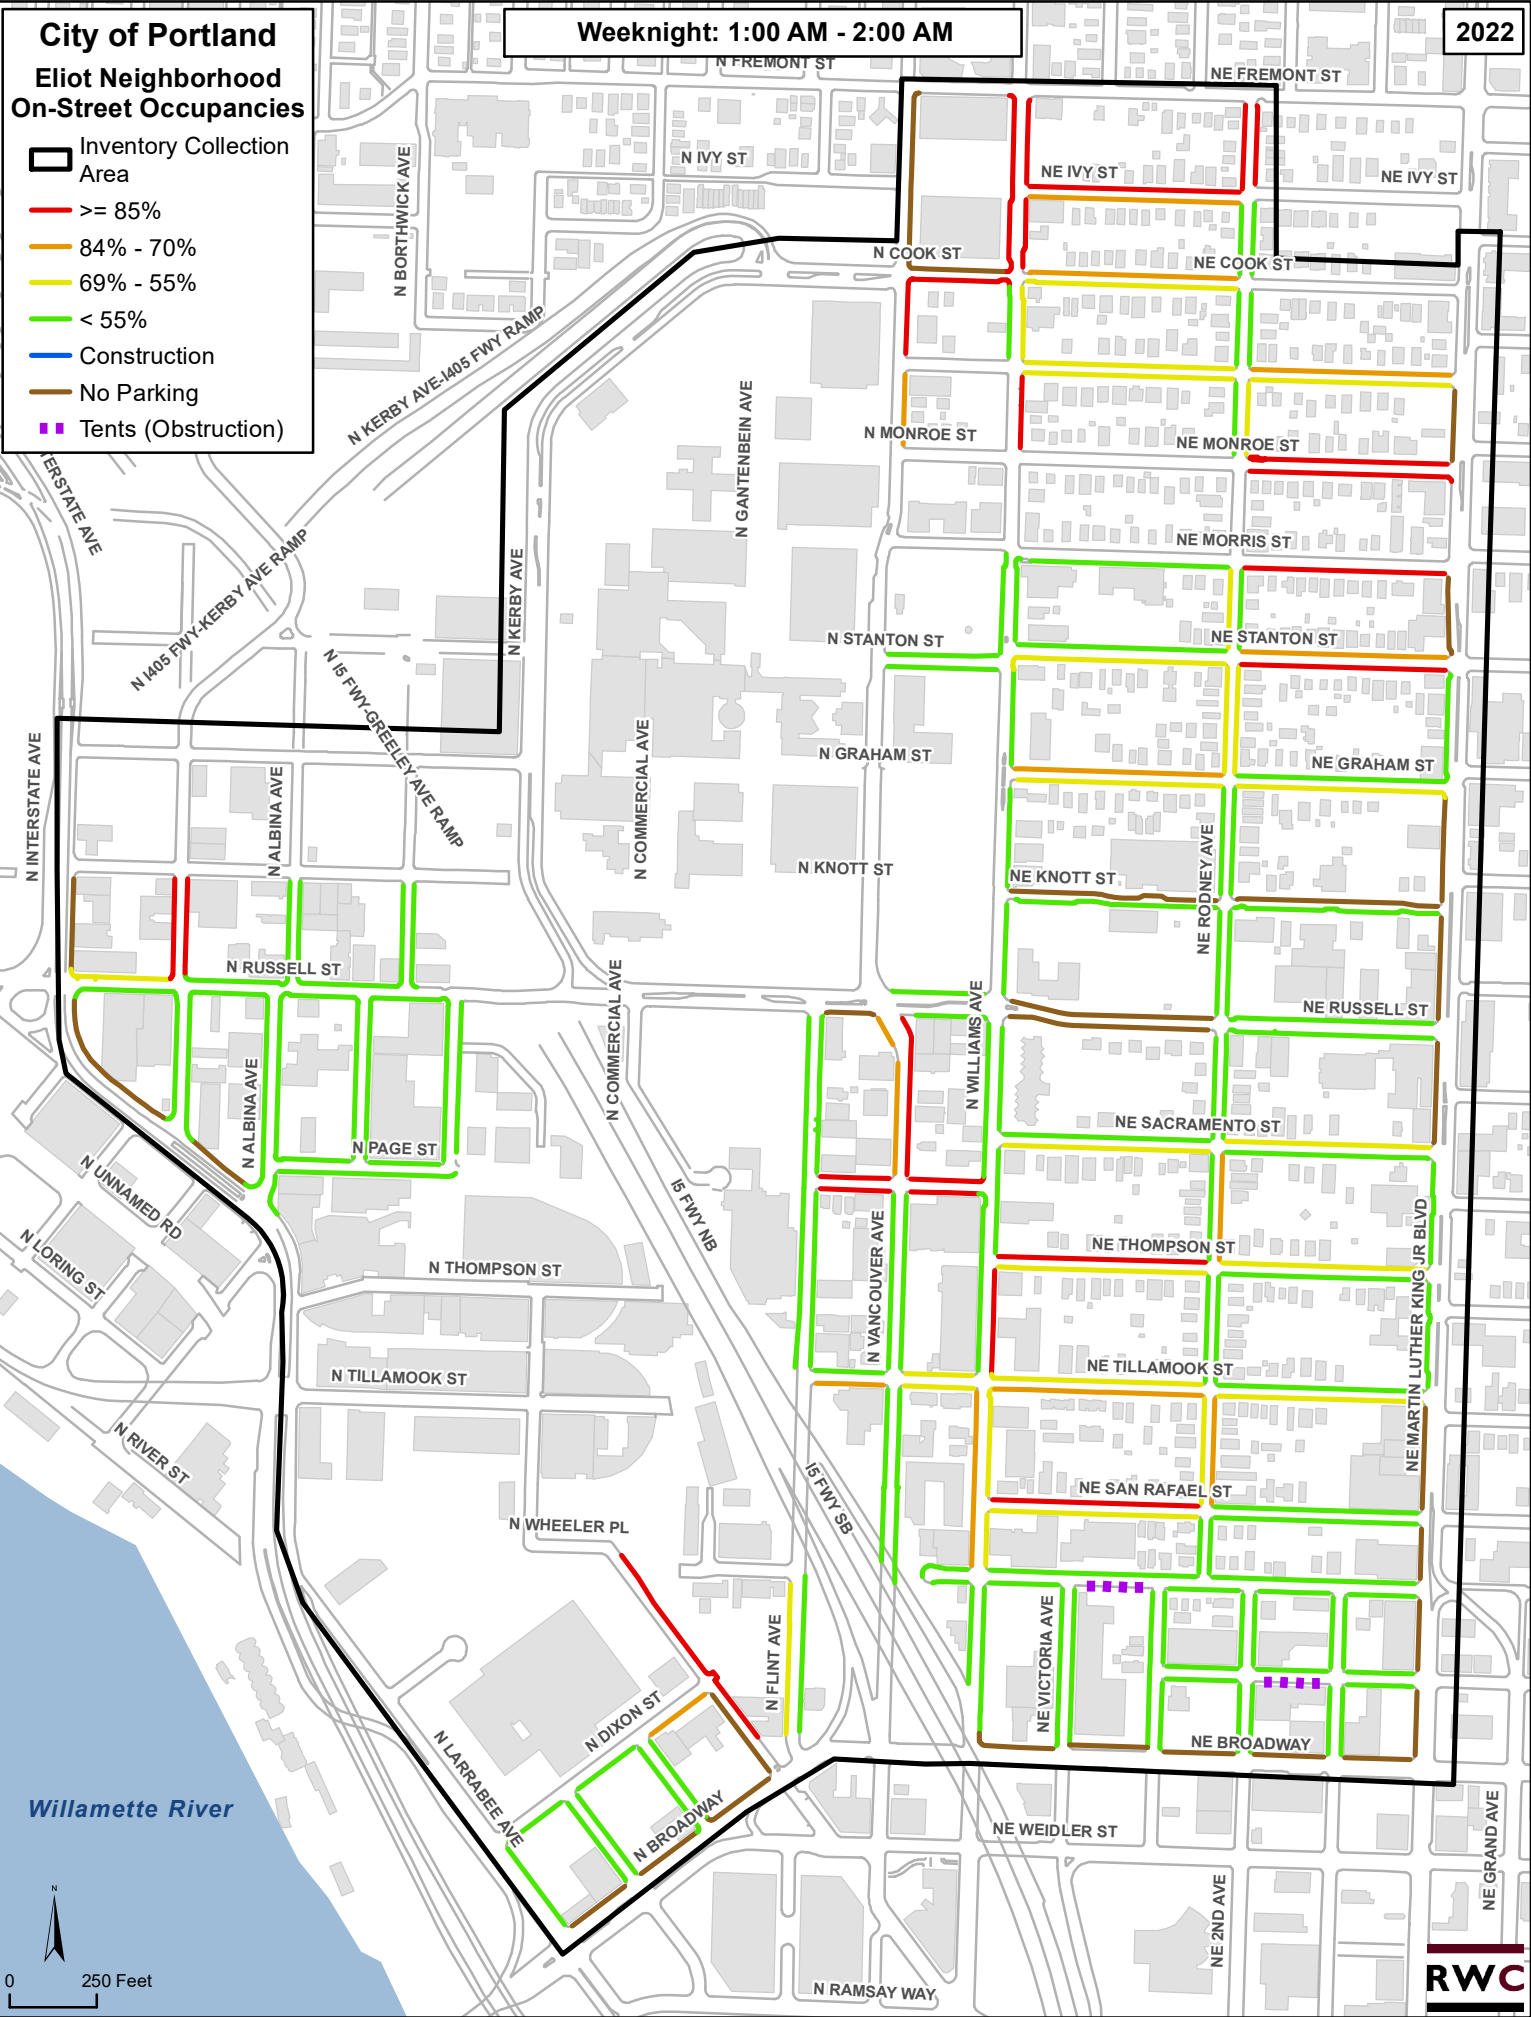 City of Portland
Eliot Neighborhood
On-Street Occupancies
Inventory Collection
Area
>= 85%
84% - 70%
69% - 55%
< 55%
Construction
No Parking
Tents (Obstruction)
Weeknight: 1:00 AM - 2:00 AM
2022
N FREMONT ST
NE FREMONT ST
N IVY ST
NE IVY ST
NE IVY ST
N BORTHWICK AVE
N COOK ST
NE COOK ST
N KERBY AVE-I405 FWY RAMP
N GANTENBEIN AVE
N MONROE ST
NE MONROE ST
TERSTATE AVE
NE MORRIS ST
N I405 FWY-KERBY AVE RAMP
N KERBY AVE
N STANTON ST
NE STANTON ST
N I5 FWY-GREELEY AVE RAMP
N INTERSTATE AVE
N ALBINA AVE
N COMMERCIAL AVE
N GRAHAM ST
NE GRAHAM ST
N KNOTT ST
NE KNOTT ST
NE RODNEY AVE
N RUSSELL ST
NE RUSSELL ST
N COMMERCIAL AVE
N WILLIAMS AVE
N ALBINA AVE
N PAGE ST
NE SACRAMENTO ST
N UNNAMED RD
N LORING ST
I5 FWY NB
N VANCOUVER AVE
NE THOMPSON ST
N THOMPSON ST
NE MARTIN LUTHER KING JR BLVD
N TILLAMOOK ST
NE TILLAMOOK ST
N RIVER ST
I5 FWY SB
NE SAN RAFAEL ST
N WHEELER PL
N FLINT AVE
NE VICTORIA AVE
N DIXON ST
N LARRABEE AVE
NE BROADWAY
N BROADWAY
Willamette River
NE WEIDLER ST
NE GRAND AVE
NE 2ND AVE
N RAMSAY WAY
N
0 250 Feet
RWC